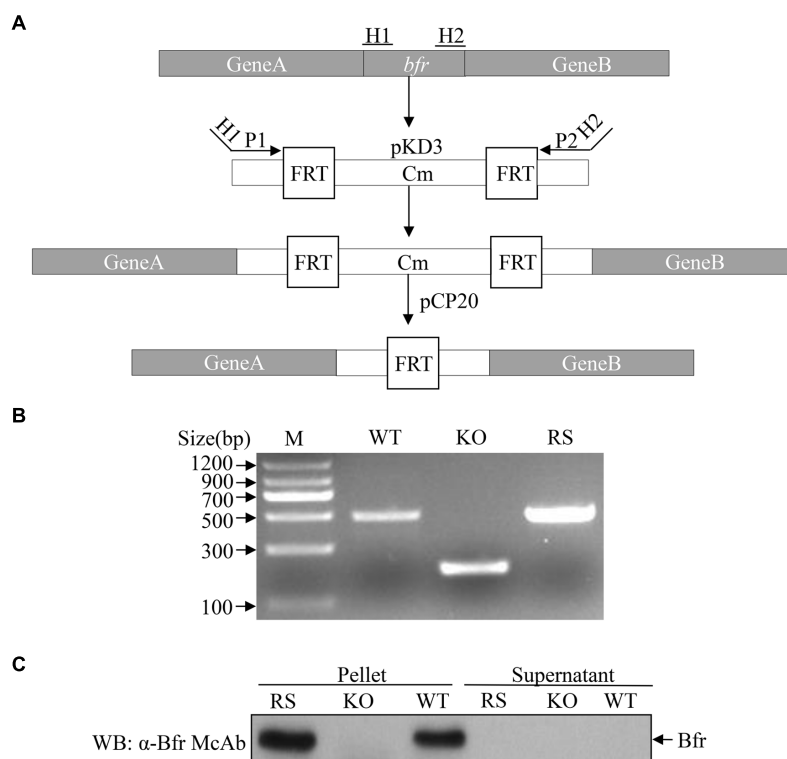 A
H1 H2
GeneA bfr GeneB
H1 P1 pKD3 P2 H2
FRT Cm FRT
GeneA FRT Cm FRT GeneB
pCP20
GeneA FRT GeneB
B
Size(bp) M WT KO RS
1200
900
700
500
300
100
C
Pellet Supernatant
RS KO WT RS KO WT
WB: α-Bfr McAb Bfr